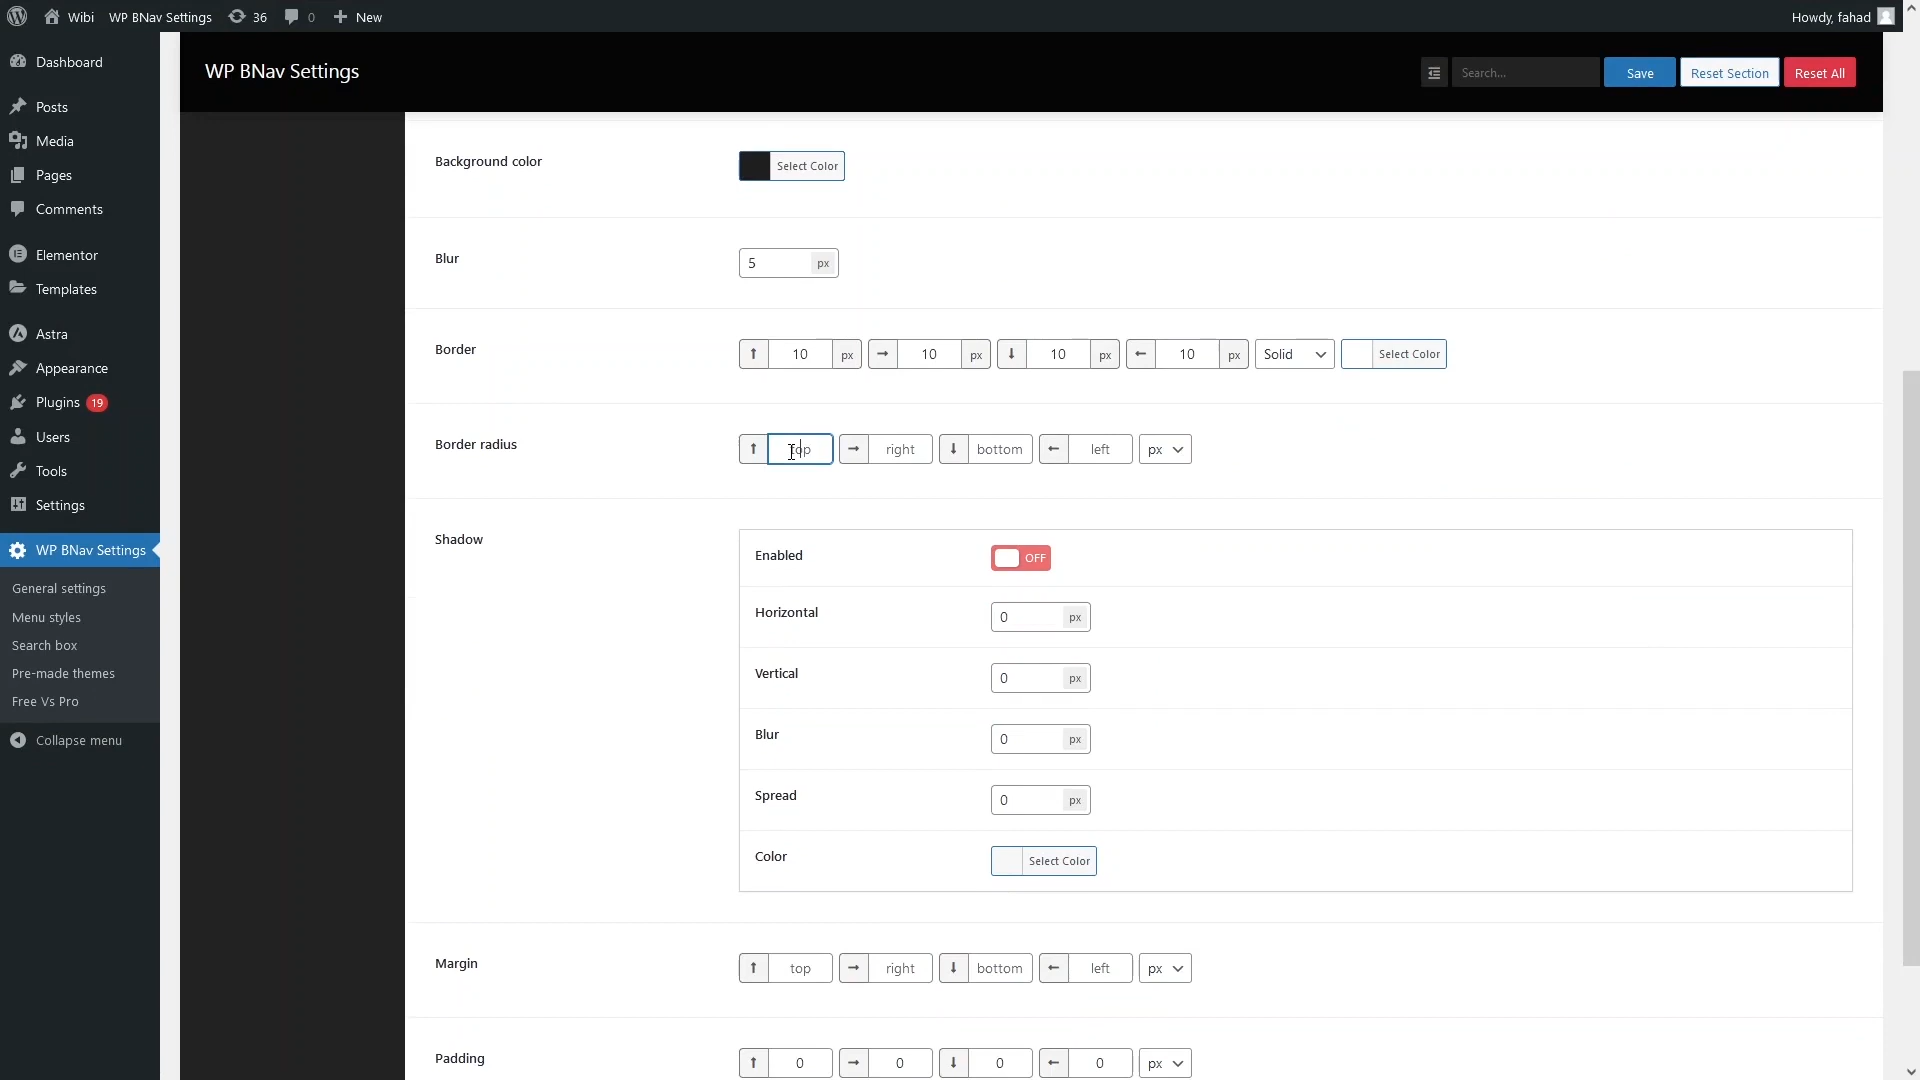 Wibi WP BNav Settings 36 0 New Howdy, fahad
Dashboard
Posts
Media
Pages
Comments
Elementor
Templates
Astra
Appearance
Plugins 19
Users
Tools
Settings
WP BNav Settings
General settings
Menu styles
Search box
Pre-made themes
Free Vs Pro
Collapse menu
WP BNav Settings Search... Save Reset Section Reset All
Background color Select Color
Blur 5 px
Border 10 px 10 px 10 px 10 px Solid Select Color
Border radius top right bottom left px
Shadow
Enabled OFF
Horizontal 0 px
Vertical 0 px
Blur 0 px
Spread 0 px
Color Select Color
Margin top right bottom left px
Padding 0 0 0 0 px